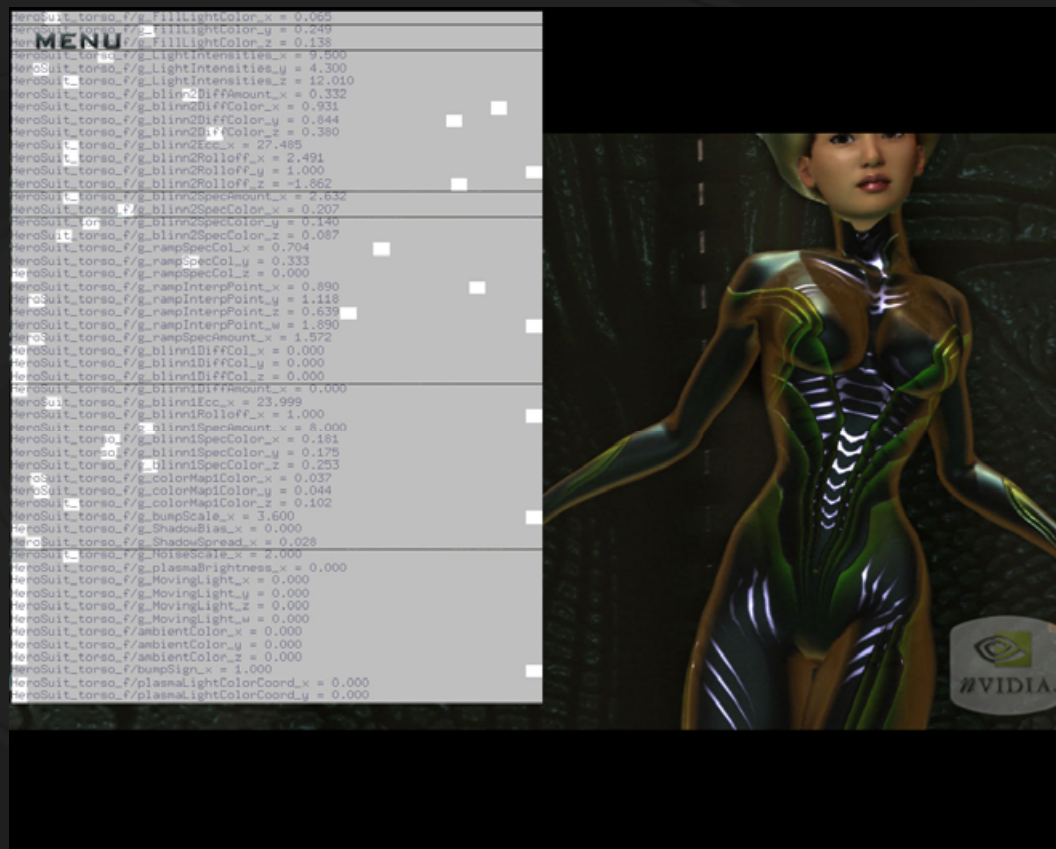 HeroSuit_torso_f/g_FillLightColor_x = 0.065
HeroSuit_torso_f/g_FillLightColor_y = 0.249
HeroSuit_torso_f/g_FillLightColor_z = 0.138
MENU
HeroSuit_torso_f/g_LightIntensities_x = 9.500
HeroSuit_torso_f/g_LightIntensities_y = 4.300
HeroSuit_torso_f/g_LightIntensities_z = 12.010
HeroSuit_torso_f/g_blinn2DiffAmount_x = 0.332
HeroSuit_torso_f/g_blinn2DiffColor_x = 0.931
HeroSuit_torso_f/g_blinn2DiffColor_y = 0.844
HeroSuit_torso_f/g_blinn2DiffColor_z = 0.380
HeroSuit_torso_f/g_blinn2Ecc_x = 27.485
HeroSuit_torso_f/g_blinn2Rolloff_x = 2.491
HeroSuit_torso_f/g_blinn2Rolloff_y = 1.000
HeroSuit_torso_f/g_blinn2Rolloff_z = -1.862
HeroSuit_torso_f/g_blinn2SpecAmount_x = 2.632
HeroSuit_torso_f/g_blinn2SpecColor_x = 0.207
HeroSuit_torso_f/g_blinn2SpecColor_y = 0.140
HeroSuit_torso_f/g_blinn2SpecColor_z = 0.087
HeroSuit_torso_f/g_rampSpecCol_x = 0.704
HeroSuit_torso_f/g_rampSpecCol_y = 0.333
HeroSuit_torso_f/g_rampSpecCol_z = 0.000
HeroSuit_torso_f/g_rampInterpPoint_x = 0.890
HeroSuit_torso_f/g_rampInterpPoint_y = 1.118
HeroSuit_torso_f/g_rampInterpPoint_z = 0.639
HeroSuit_torso_f/g_rampInterpPoint_w = 1.890
HeroSuit_torso_f/g_rampSpecAmount_x = 1.572
HeroSuit_torso_f/g_blinn1DiffCol_x = 0.000
HeroSuit_torso_f/g_blinn1DiffCol_y = 0.000
HeroSuit_torso_f/g_blinn1DiffCol_z = 0.000
HeroSuit_torso_f/g_blinn1DiffAmount_x = 0.000
HeroSuit_torso_f/g_blinn1Ecc_x = 23.999
HeroSuit_torso_f/g_blinn1Rolloff_x = 1.000
HeroSuit_torso_f/g_blinn1SpecAmount_x = 8.000
HeroSuit_torso_f/g_blinn1SpecColor_x = 0.181
HeroSuit_torso_f/g_blinn1SpecColor_y = 0.175
HeroSuit_torso_f/g_blinn1SpecColor_z = 0.253
HeroSuit_torso_f/g_colorMap1Color_x = 0.037
HeroSuit_torso_f/g_colorMap1Color_y = 0.044
HeroSuit_torso_f/g_colorMap1Color_z = 0.102
HeroSuit_torso_f/g_bumpScale_x = 3.600
HeroSuit_torso_f/g_ShadowBias_x = 0.000
HeroSuit_torso_f/g_ShadowSpread_x = 0.028
HeroSuit_torso_f/g_NoiseScale_x = 2.000
HeroSuit_torso_f/g_plasmaBrightness_x = 0.000
HeroSuit_torso_f/g_MovingLight_x = 0.000
HeroSuit_torso_f/g_MovingLight_y = 0.000
HeroSuit_torso_f/g_MovingLight_z = 0.000
HeroSuit_torso_f/g_MovingLight_w = 0.000
HeroSuit_torso_f/ambientColor_x = 0.000
HeroSuit_torso_f/ambientColor_y = 0.000
HeroSuit_torso_f/ambientColor_z = 0.000
HeroSuit_torso_f/bumpSign_x = 1.000
HeroSuit_torso_f/plasmaLightColorCoord_x = 0.000
HeroSuit_torso_f/plasmaLightColorCoord_y = 0.000
nVIDIA.